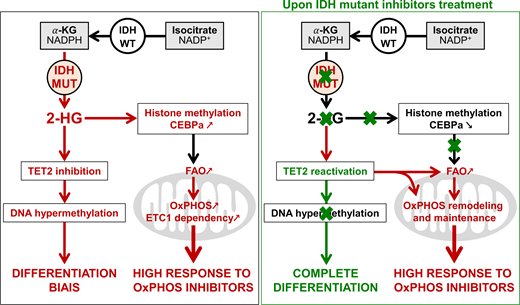 Upon IDH mutant inhibitors treatment
α-KG
NADPH
IDH
WT
Isocitrate
NADP⁺
IDH
MUT
2-HG
Histone methylation
CEBPa ↗
TET2 inhibition
FAO↗
DNA hypermethylation
OxPHOS↗
ETC1 dependency↗
DIFFERENTIATION
BIAIS
HIGH RESPONSE TO
OxPHOS INHIBITORS
α-KG
NADPH
IDH
WT
Isocitrate
NADP⁺
IDH
MUT
2-HG
Histone methylation
CEBPa ↘
TET2 reactivation
FAO↗
DNA hypermethylation
OxPHOS remodeling
and maintenance
COMPLETE
DIFFERENTIATION
HIGH RESPONSE TO
OxPHOS INHIBITORS